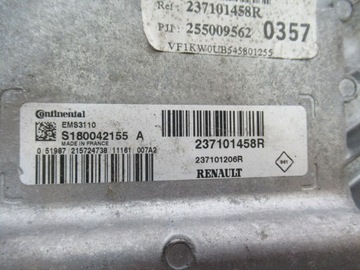 Ref : 237101458R
PJI : 255009562 0357
VF1KW0UB545801255
Continental
EMS3110
S180042155 A
MADE IN FRANCE
0 51987 215724738 11161 007A2
237101458R
237101206R
RENAULT